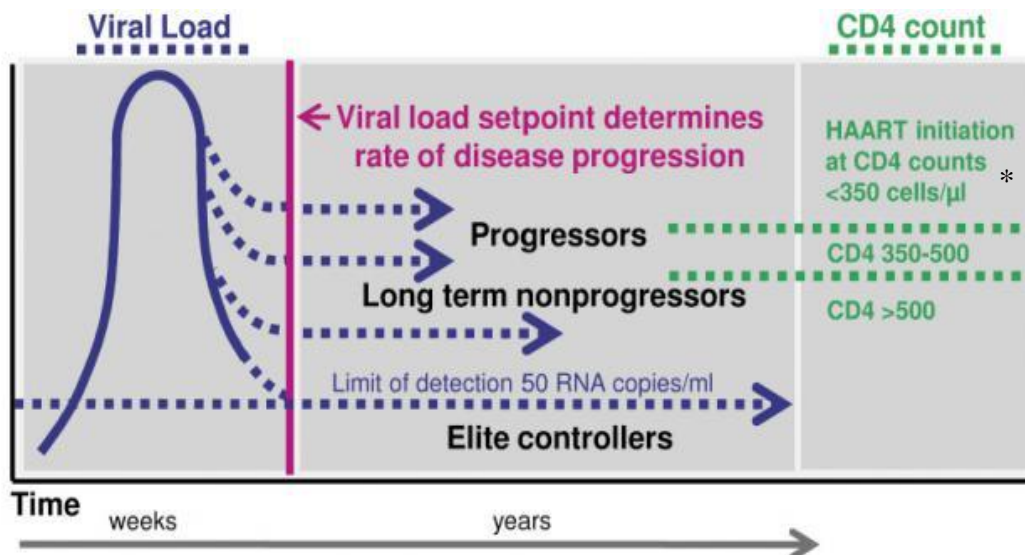 Viral Load
CD4 count
Viral load setpoint determines
rate of disease progression
HAART initiation
at CD4 counts
<350 cells/µl *
Progressors
CD4 350-500
Long term nonprogressors
CD4 >500
Limit of detection 50 RNA copies/ml
Elite controllers
Time
weeks
years